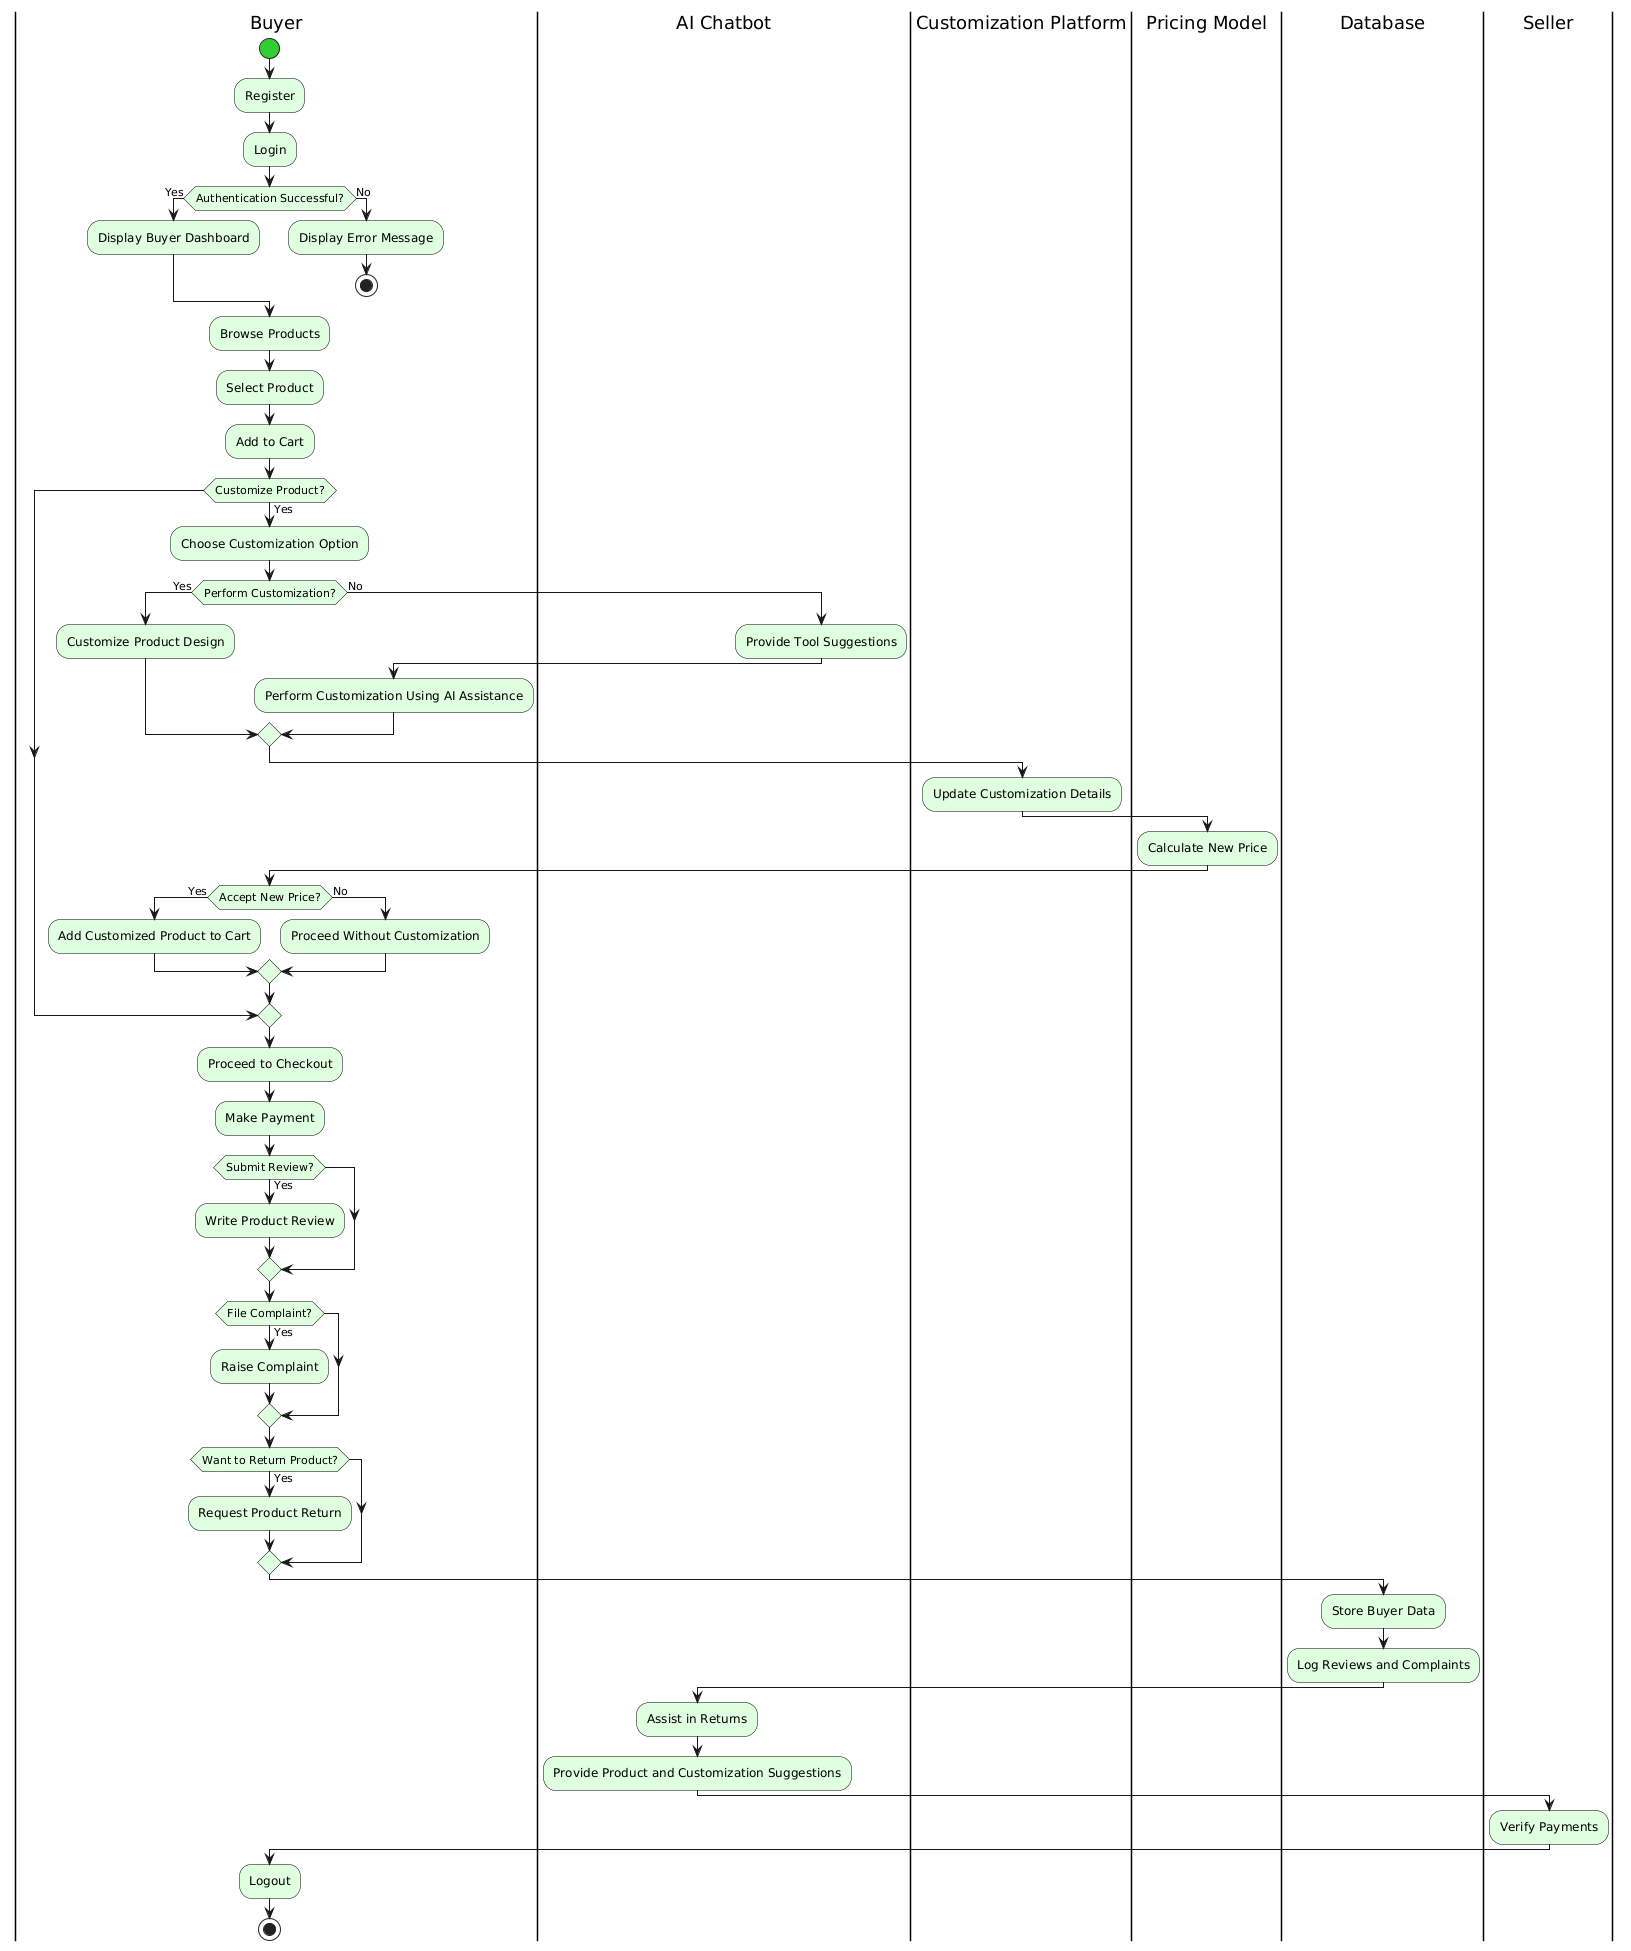 Buyer
AI Chatbot
Customization Platform
Pricing Model
Database
Seller
Register
Login
Authentication Successful?
Yes
No
Display Buyer Dashboard
Display Error Message
Browse Products
Select Product
Add to Cart
Customize Product?
Yes
Choose Customization Option
Perform Customization?
Yes
No
Customize Product Design
Provide Tool Suggestions
Perform Customization Using AI Assistance
Update Customization Details
Calculate New Price
Accept New Price?
Yes
No
Add Customized Product to Cart
Proceed Without Customization
Proceed to Checkout
Make Payment
Submit Review?
Yes
Write Product Review
File Complaint?
Yes
Raise Complaint
Want to Return Product?
Yes
Request Product Return
Store Buyer Data
Log Reviews and Complaints
Assist in Returns
Provide Product and Customization Suggestions
Verify Payments
Logout